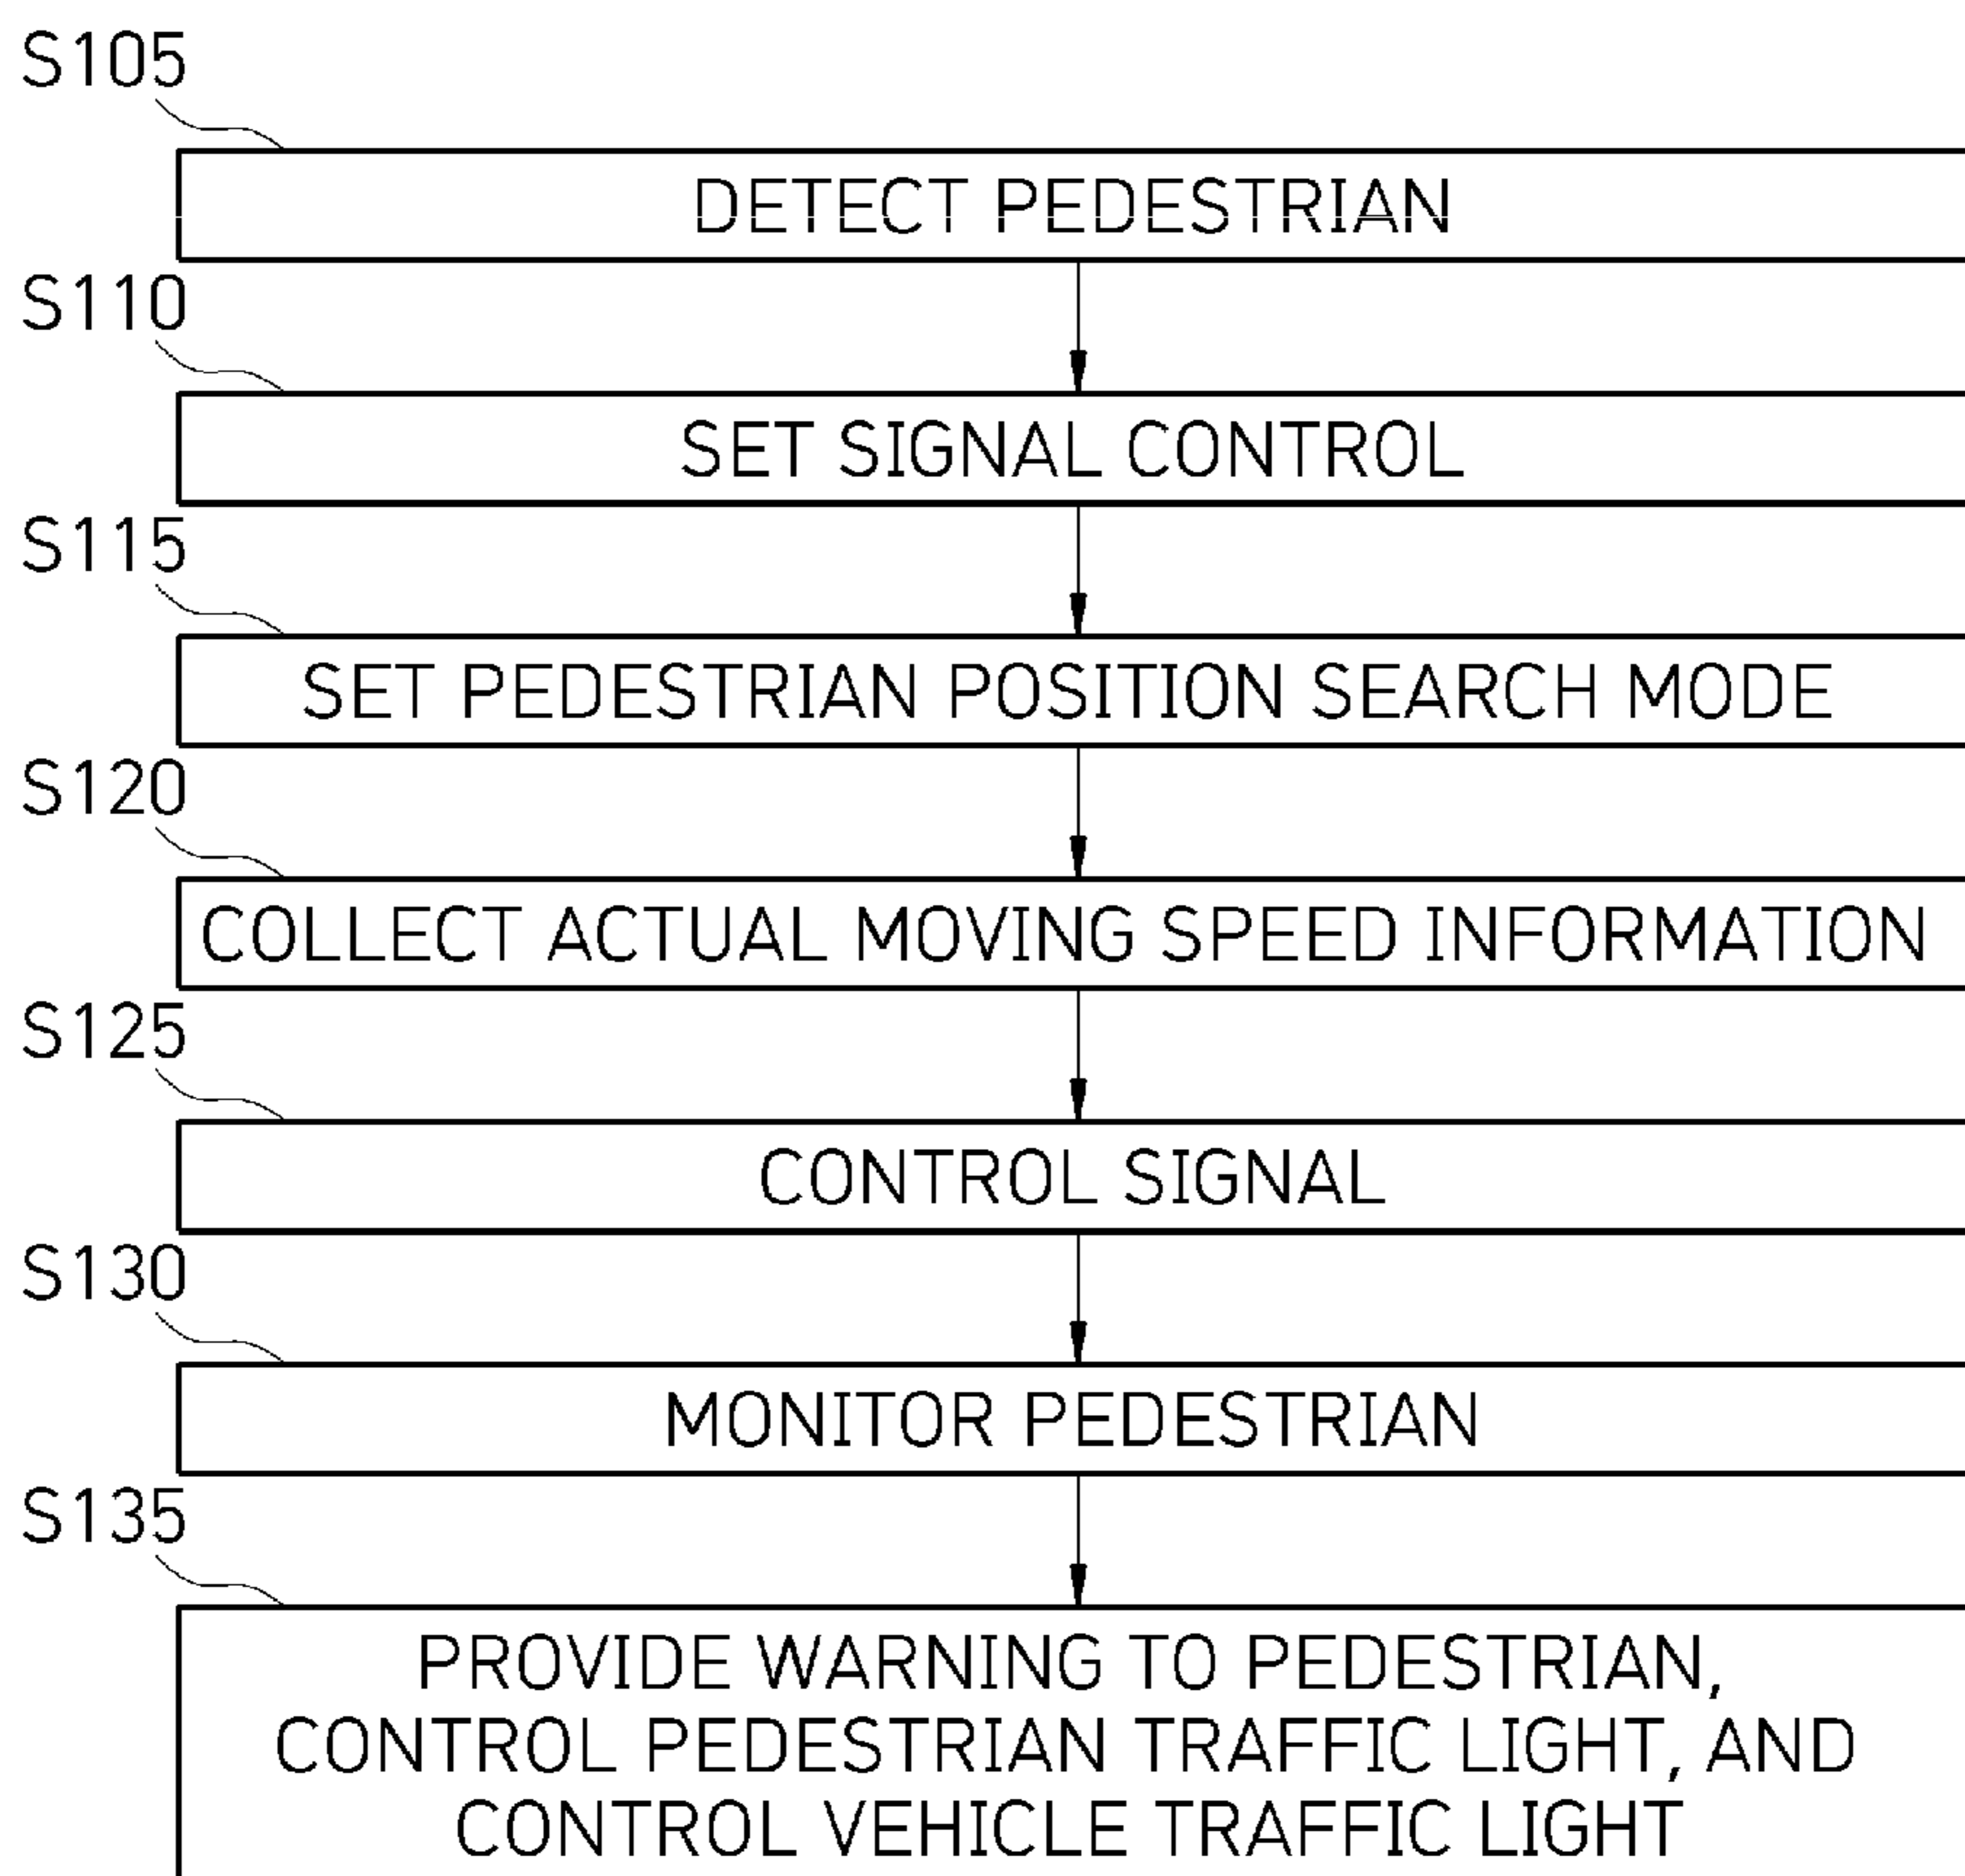 S105
DETECT PEDESTRIAN
S110
SET SIGNAL CONTROL
S115
SET PEDESTRIAN POSITION SEARCH MODE
S120
COLLECT ACTUAL MOVING SPEED INFORMATION
S125
CONTROL SIGNAL
S130
MONITOR PEDESTRIAN
S135
PROVIDE WARNING TO PEDESTRIAN,
CONTROL PEDESTRIAN TRAFFIC LIGHT, AND
CONTROL VEHICLE TRAFFIC LIGHT